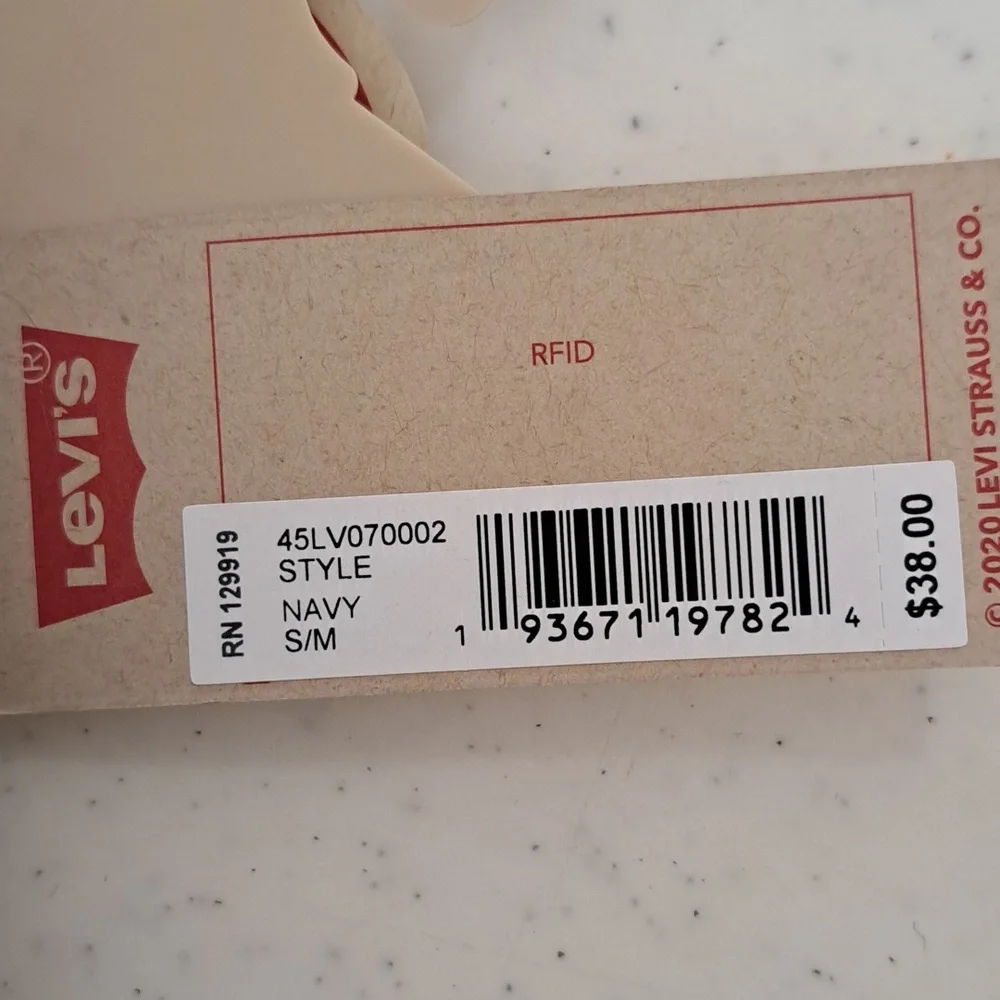 LEVI'S®
RFID
© 2020 LEVI STRAUSS & CO.
RN 129919
45LV070002
STYLE
NAVY
S/M
1 93671 19782 4
$38.00